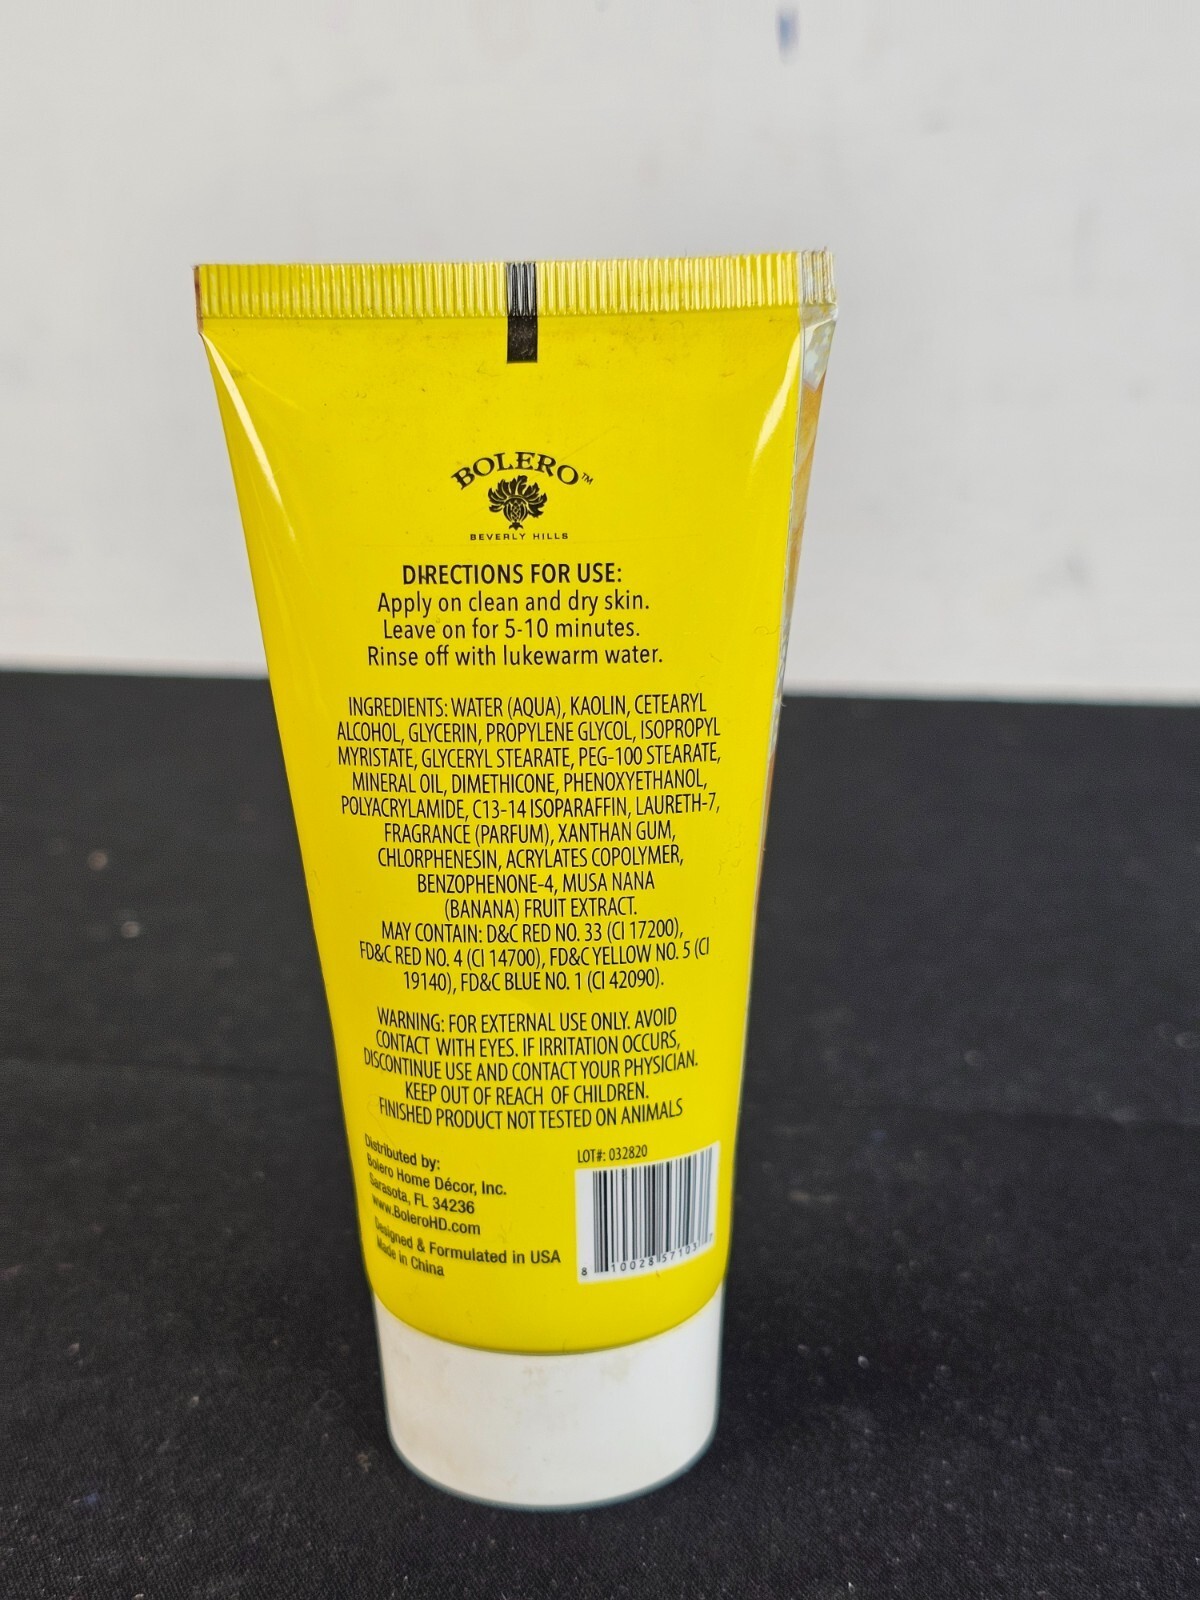 BOLERO™
BEVERLY HILLS
DIRECTIONS FOR USE:
Apply on clean and dry skin.
Leave on for 5-10 minutes.
Rinse off with lukewarm water.
INGREDIENTS: WATER (AQUA), KAOLIN, CETEARYL
ALCOHOL, GLYCERIN, PROPYLENE GLYCOL, ISOPROPYL
MYRISTATE, GLYCERYL STEARATE, PEG-100 STEARATE,
MINERAL OIL, DIMETHICONE, PHENOXYETHANOL,
POLYACRYLAMIDE, C13-14 ISOPARAFFIN, LAURETH-7,
FRAGRANCE (PARFUM), XANTHAN GUM,
CHLORPHENESIN, ACRYLATES COPOLYMER,
BENZOPHENONE-4, MUSA NANA
(BANANA) FRUIT EXTRACT.
MAY CONTAIN: D&C RED NO. 33 (CI 17200),
FD&C RED NO. 4 (CI 14700), FD&C YELLOW NO. 5 (CI
19140), FD&C BLUE NO. 1 (CI 42090).
WARNING: FOR EXTERNAL USE ONLY. AVOID
CONTACT WITH EYES. IF IRRITATION OCCURS,
DISCONTINUE USE AND CONTACT YOUR PHYSICIAN.
KEEP OUT OF REACH OF CHILDREN.
FINISHED PRODUCT NOT TESTED ON ANIMALS
Distributed by:
Bolero Home Décor, Inc.
Sarasota, FL 34236
www.BoleroHD.com
Designed & Formulated in USA
Made in China
LOT#: 032820
8 10028 57103 7